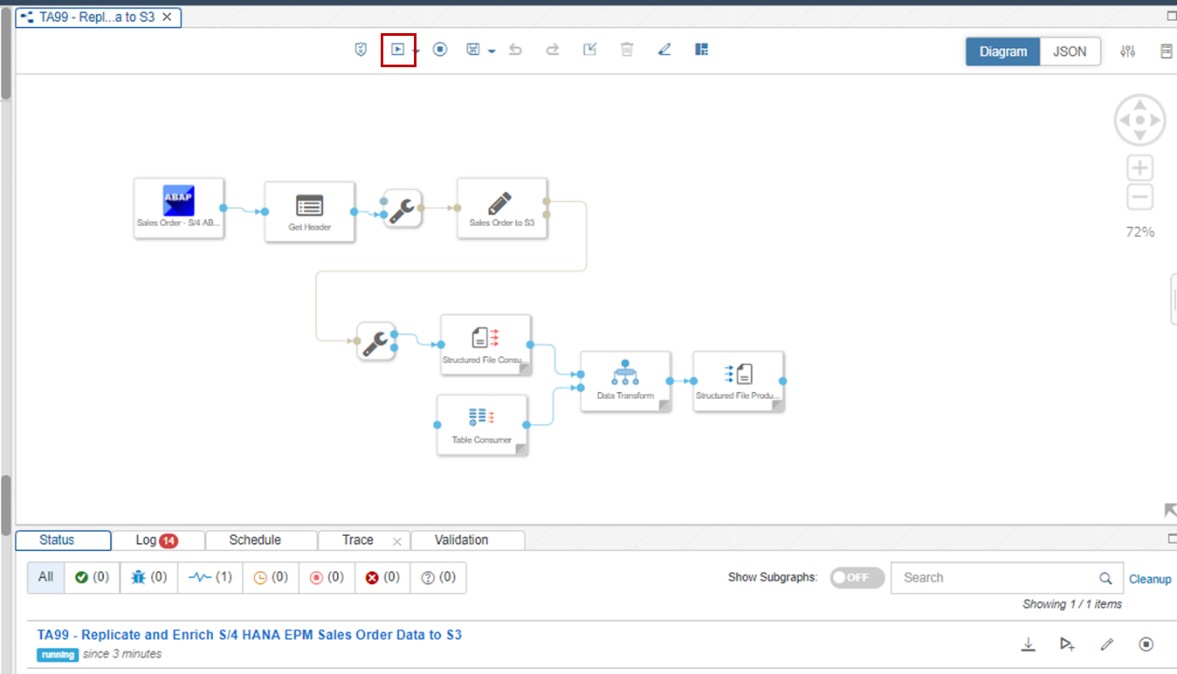 TA99 - Repl...a to S3
Diagram
JSON
72%
ABAP
Sales Order - S/4 AB...
Get Header
Sales Order to S3
Structured File Consu...
Table Consumer
Data Transform
Structured File Produ...
Status
Log 14
Schedule
Trace
Validation
All
(0)
(0)
(1)
(0)
(0)
(0)
(0)
Show Subgraphs:
OFF
Search
Cleanup
Showing 1 / 1 items
TA99 - Replicate and Enrich S/4 HANA EPM Sales Order Data to S3
running since 3 minutes